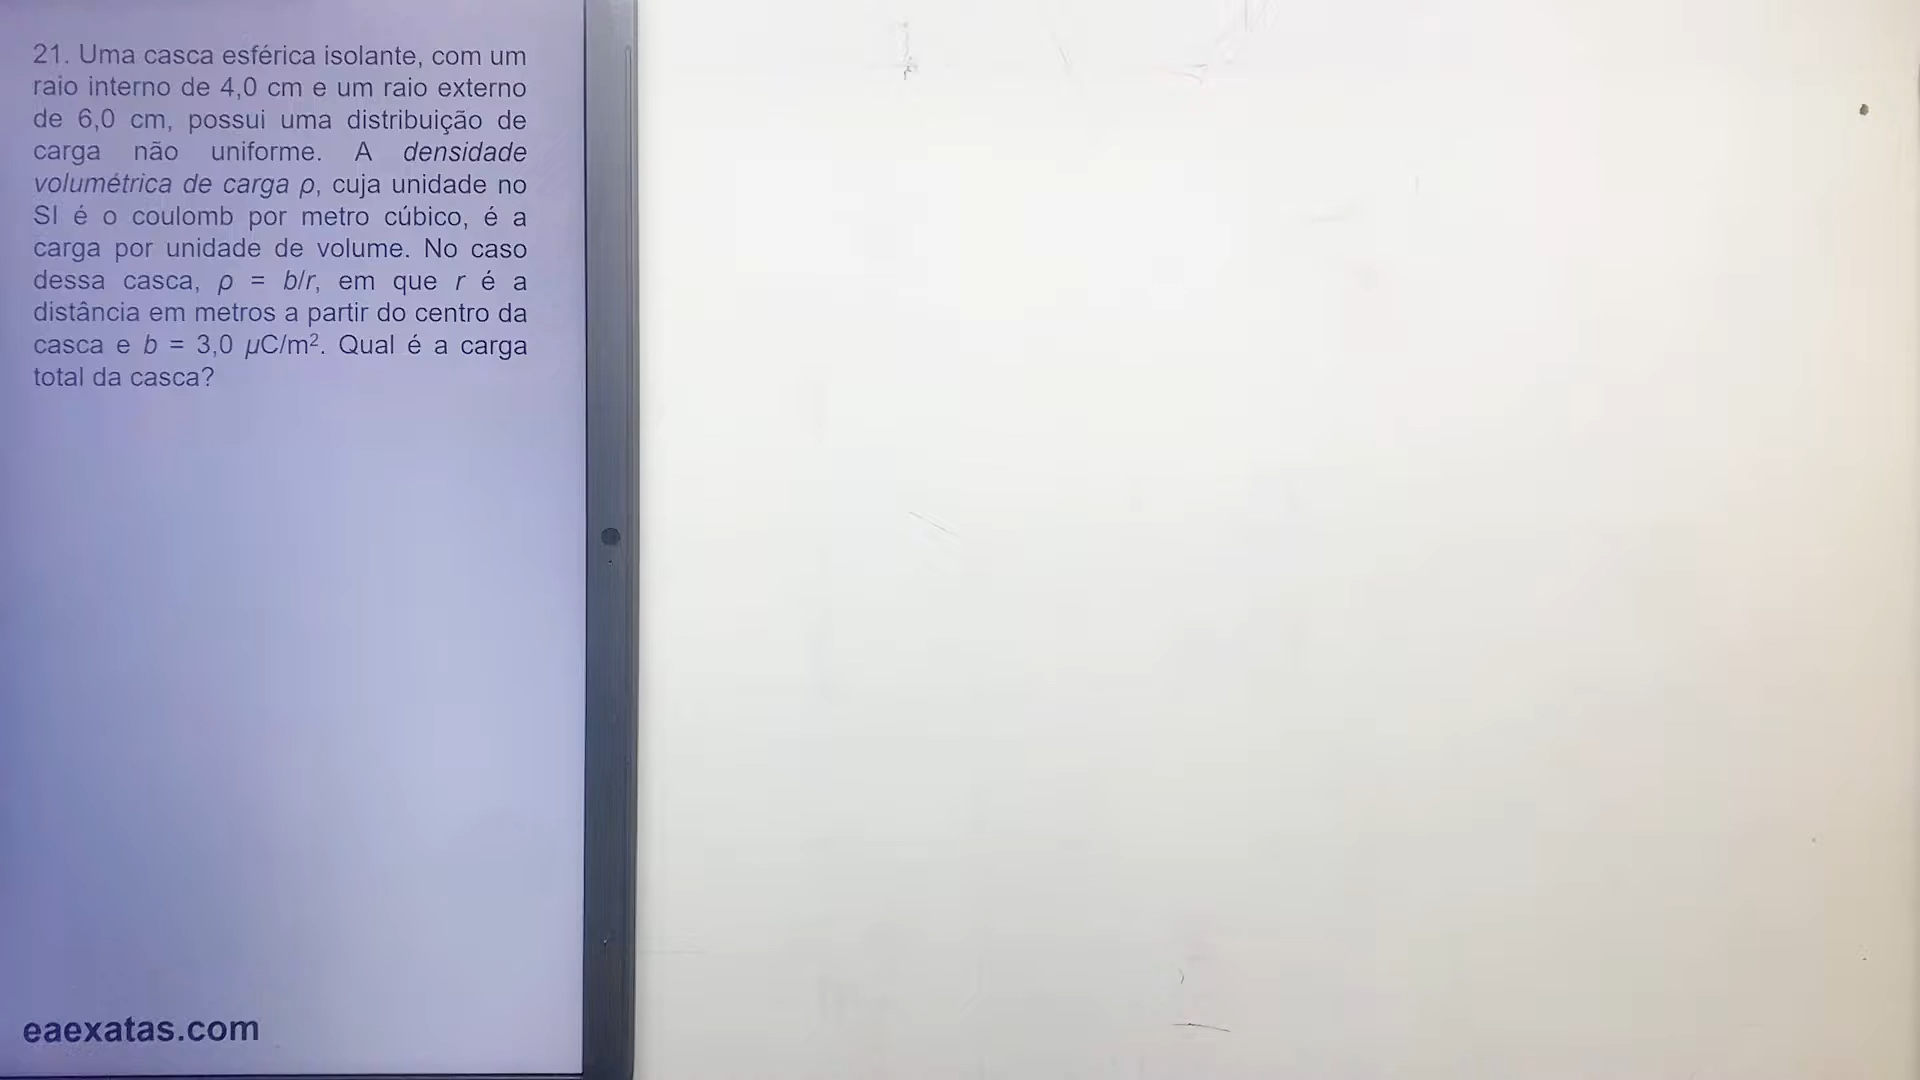 21. Uma casca esférica isolante, com um
raio interno de 4,0 cm e um raio externo
de 6,0 cm, possui uma distribuição de
carga não uniforme. A densidade
volumétrica de carga ρ, cuja unidade no
SI é o coulomb por metro cúbico, é a
carga por unidade de volume. No caso
dessa casca, ρ = b/r, em que r é a
distância em metros a partir do centro da
casca e b = 3,0 μC/m². Qual é a carga
total da casca?
eaexatas.com